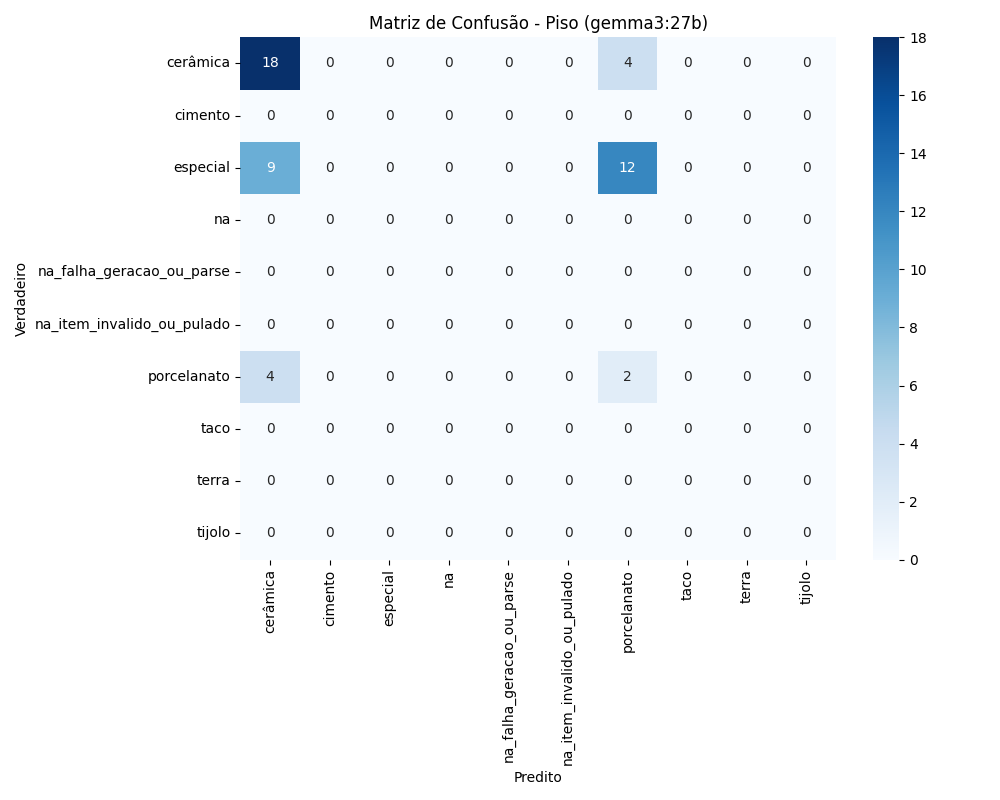 Matriz de Confusão - Piso (gemma3:27b)
cerâmica 18 0 0 0 0 0 4 0 0 0
cimento 0 0 0 0 0 0 0 0 0 0
especial 9 0 0 0 0 0 12 0 0 0
na 0 0 0 0 0 0 0 0 0 0
na_falha_geracao_ou_parse 0 0 0 0 0 0 0 0 0 0
na_item_invalido_ou_pulado 0 0 0 0 0 0 0 0 0 0
porcelanato 4 0 0 0 0 0 2 0 0 0
taco 0 0 0 0 0 0 0 0 0 0
terra 0 0 0 0 0 0 0 0 0 0
tijolo 0 0 0 0 0 0 0 0 0 0
Verdadeiro
cerâmica
cimento
especial
na
na_falha_geracao_ou_parse
na_item_invalido_ou_pulado
porcelanato
taco
terra
tijolo
Predito
18
16
14
12
10
8
6
4
2
0